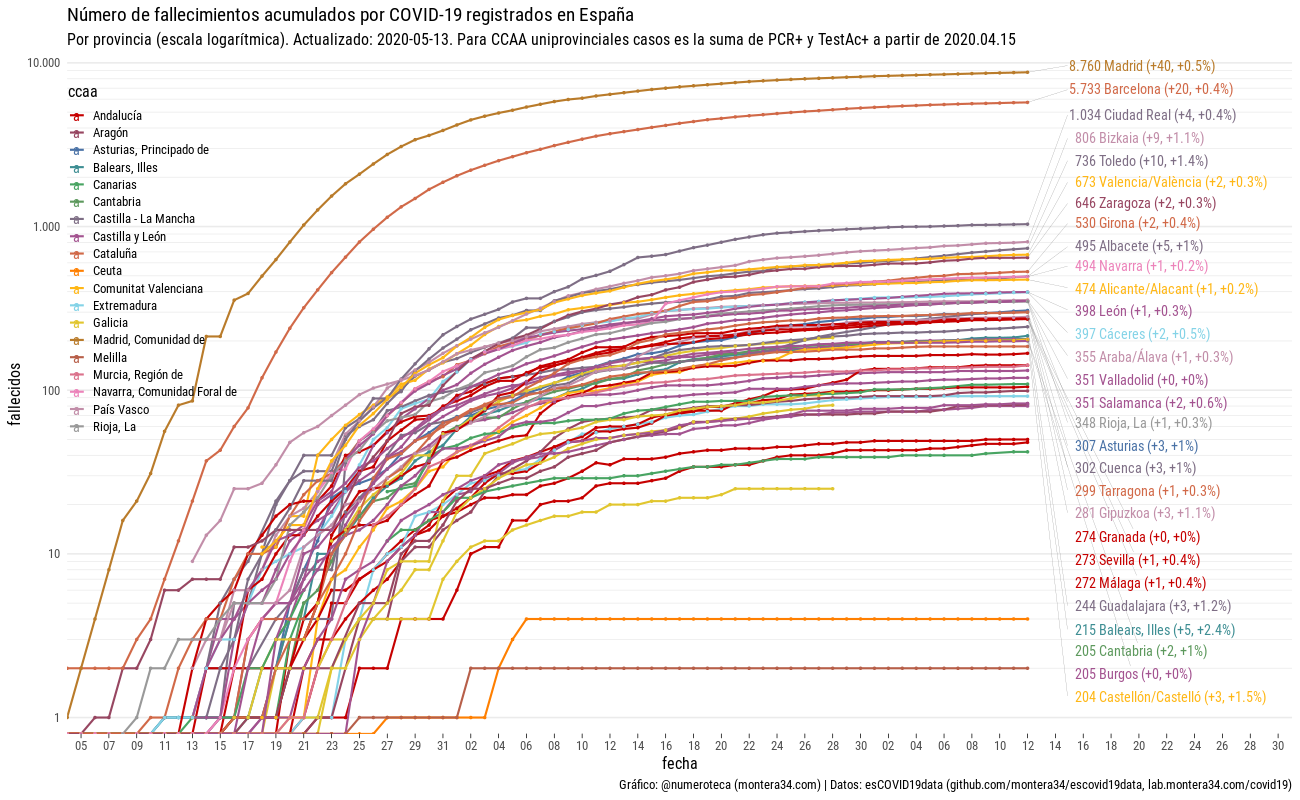 Número de fallecimientos acumulados por COVID-19 registrados en España
Por provincia (escala logarítmica). Actualizado: 2020-05-13. Para CCAA uniprovinciales casos es la suma de PCR+ y TestAc+ a partir de 2020.04.15
10.000
1.000
100
10
1
fallecidos
ccaa
Andalucía
Aragón
Asturias, Principado de
Balears, Illes
Canarias
Cantabria
Castilla - La Mancha
Castilla y León
Cataluña
Ceuta
Comunitat Valenciana
Extremadura
Galicia
Madrid, Comunidad de
Melilla
Murcia, Región de
Navarra, Comunidad Foral de
País Vasco
Rioja, La
8.760 Madrid (+40, +0.5%)
5.733 Barcelona (+20, +0.4%)
1.034 Ciudad Real (+4, +0.4%)
806 Bizkaia (+9, +1.1%)
736 Toledo (+10, +1.4%)
673 Valencia/València (+2, +0.3%)
646 Zaragoza (+2, +0.3%)
530 Girona (+2, +0.4%)
495 Albacete (+5, +1%)
494 Navarra (+1, +0.2%)
474 Alicante/Alacant (+1, +0.2%)
398 León (+1, +0.3%)
397 Cáceres (+2, +0.5%)
355 Araba/Álava (+1, +0.3%)
351 Valladolid (+0, +0%)
351 Salamanca (+2, +0.6%)
348 Rioja, La (+1, +0.3%)
307 Asturias (+3, +1%)
302 Cuenca (+3, +1%)
299 Tarragona (+1, +0.3%)
281 Gipuzkoa (+3, +1.1%)
274 Granada (+0, +0%)
273 Sevilla (+1, +0.4%)
272 Málaga (+1, +0.4%)
244 Guadalajara (+3, +1.2%)
215 Balears, Illes (+5, +2.4%)
205 Cantabria (+2, +1%)
205 Burgos (+0, +0%)
204 Castellón/Castelló (+3, +1.5%)
05 07 09 11 13 15 17 19 21 23 25 27 29 31 02 04 06 08 10 12 14 16 18 20 22 24 26 28 30 02 04 06 08 10 12 14 16 18 20 22 24 26 28 30
fecha
Gráfico: @numeroteca (montera34.com) | Datos: esCOVID19data (github.com/montera34/escovid19data, lab.montera34.com/covid19)